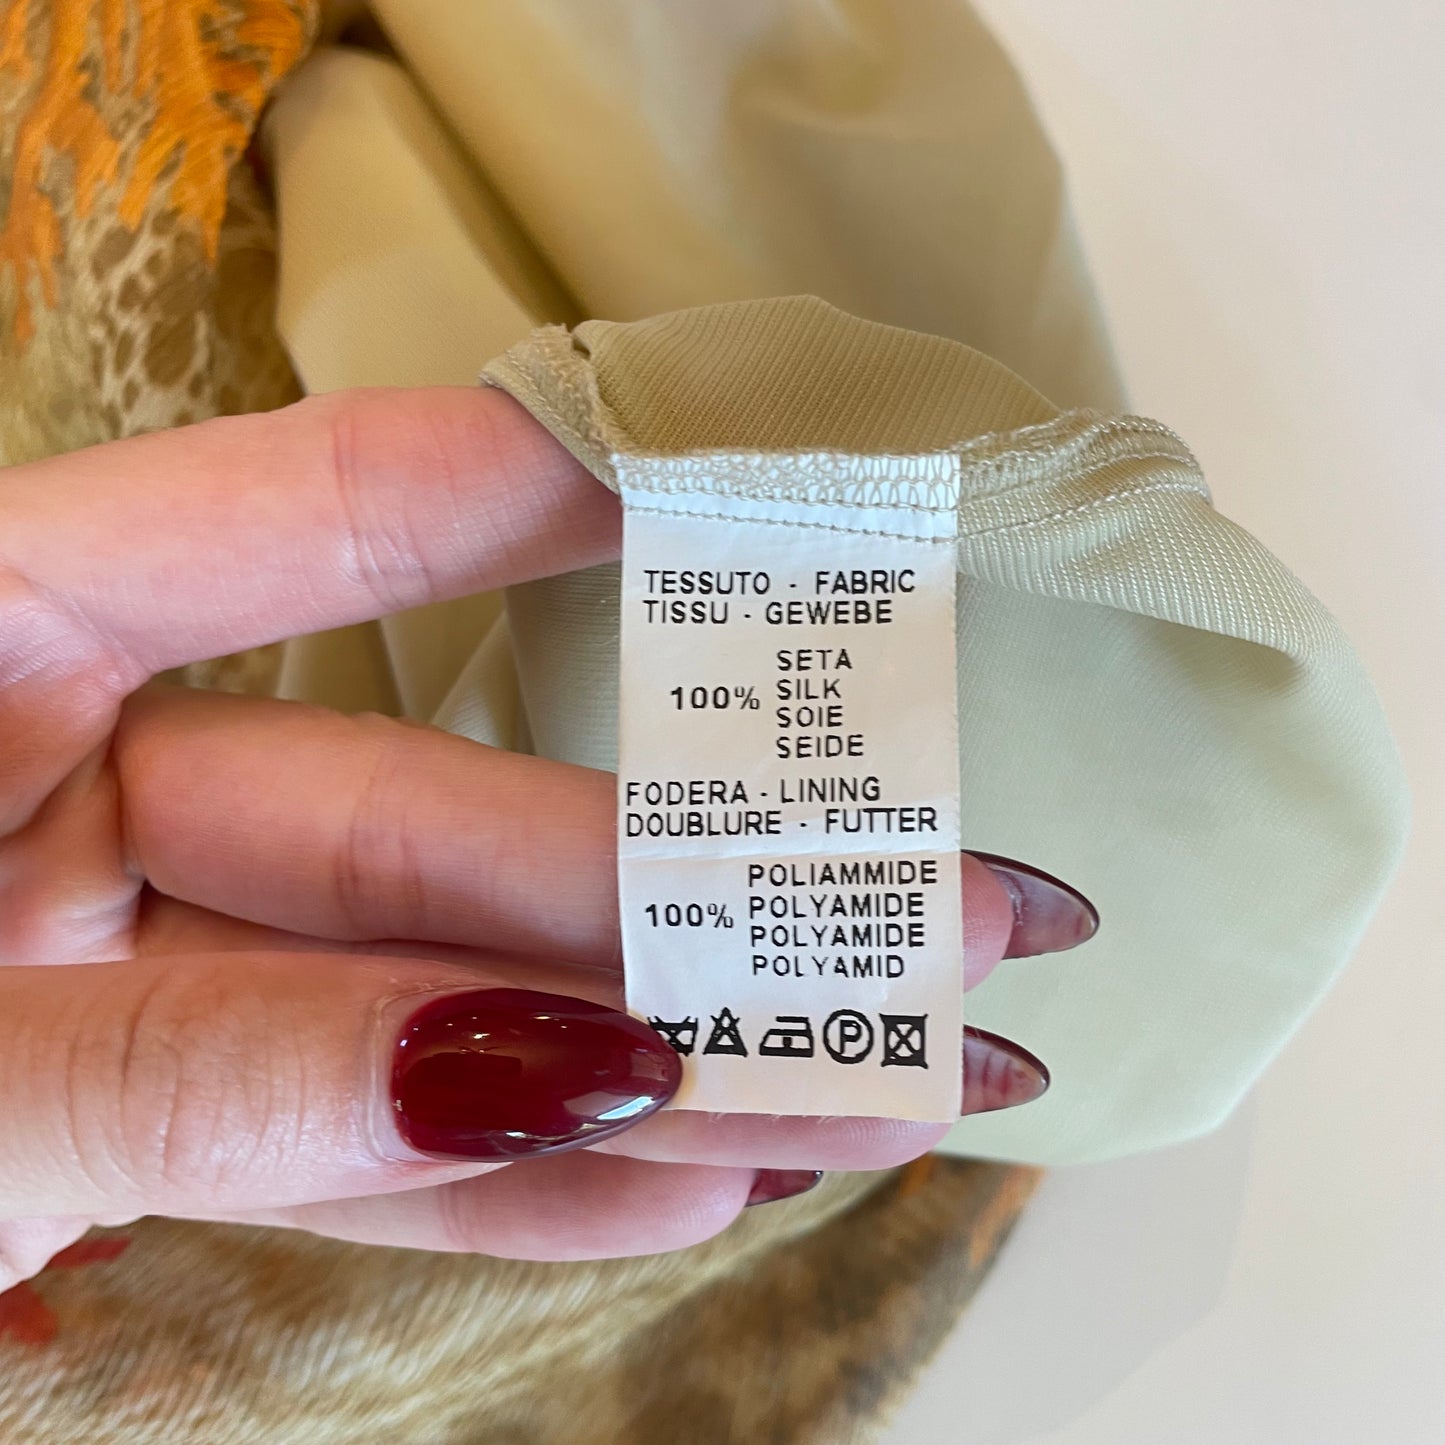 TESSUTO - FABRIC
TISSU - GEWEBE
SETA
100% SILK
SOIE
SEIDE
FODERA - LINING
DOUBLURE - FUTTER
POLIAMMIDE
100% POLYAMIDE
POLYAMIDE
POLYAMID
P